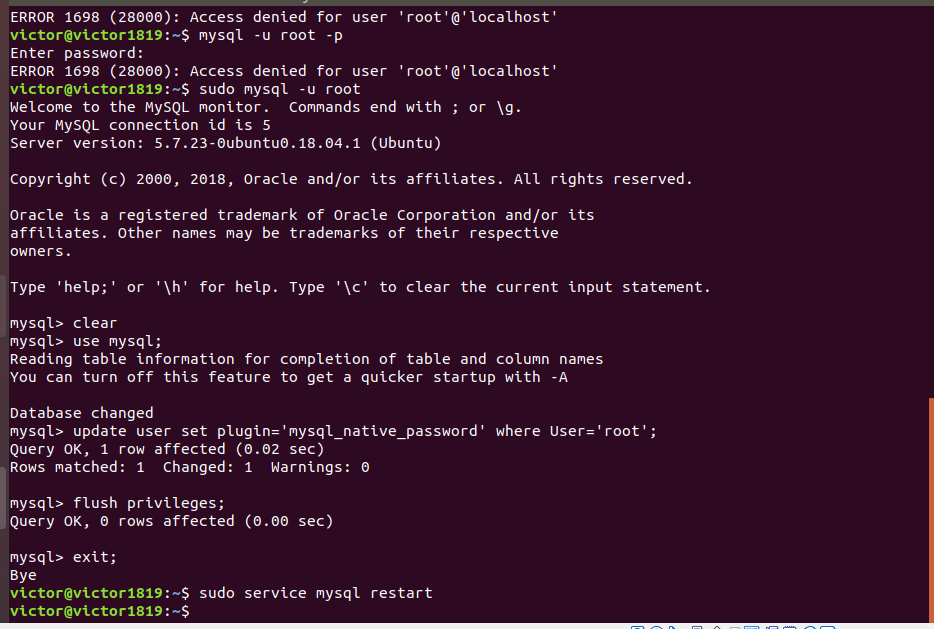 ERROR 1698 (28000): Access denied for user 'root'@'localhost'
victor@victor1819:~$ mysql -u root -p
Enter password:
ERROR 1698 (28000): Access denied for user 'root'@'localhost'
victor@victor1819:~$ sudo mysql -u root
Welcome to the MySQL monitor.  Commands end with ; or \g.
Your MySQL connection id is 5
Server version: 5.7.23-0ubuntu0.18.04.1 (Ubuntu)
Copyright (c) 2000, 2018, Oracle and/or its affiliates. All rights reserved.
Oracle is a registered trademark of Oracle Corporation and/or its
affiliates. Other names may be trademarks of their respective
owners.
Type 'help;' or '\h' for help. Type '\c' to clear the current input statement.
mysql> clear
mysql> use mysql;
Reading table information for completion of table and column names
You can turn off this feature to get a quicker startup with -A
Database changed
mysql> update user set plugin='mysql_native_password' where User='root';
Query OK, 1 row affected (0.02 sec)
Rows matched: 1  Changed: 1  Warnings: 0
mysql> flush privileges;
Query OK, 0 rows affected (0.00 sec)
mysql> exit;
Bye
victor@victor1819:~$ sudo service mysql restart
victor@victor1819:~$